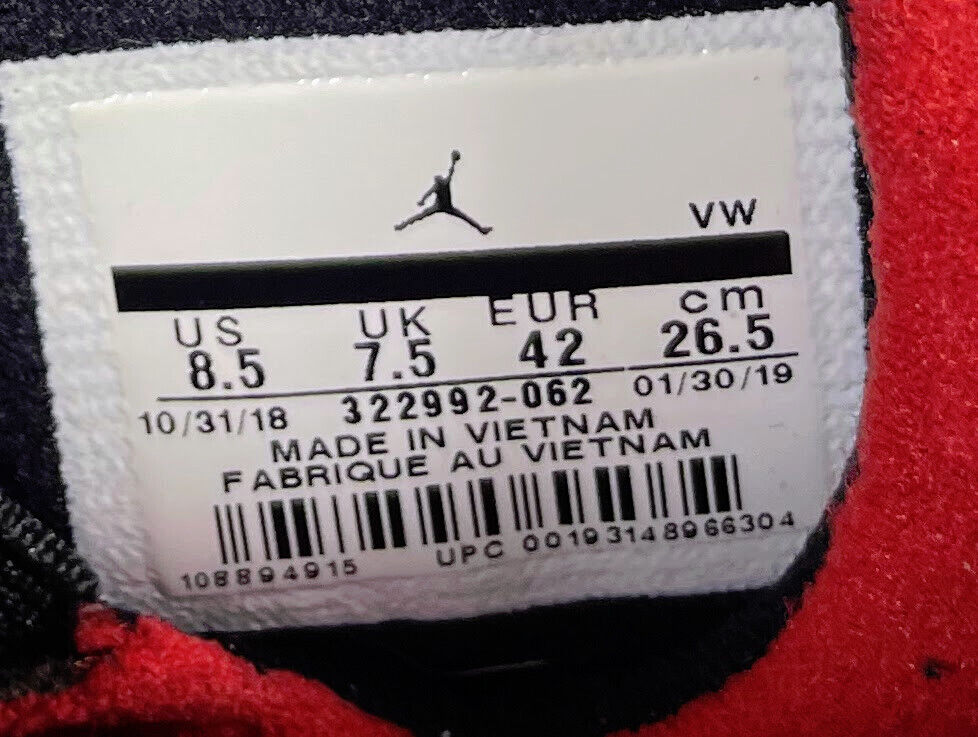 VW
US UK EUR cm
8.5 7.5 42 26.5
10/31/18 322992-062 01/30/19
MADE IN VIETNAM
FABRIQUE AU VIETNAM
108894915 UPC 00193148966304